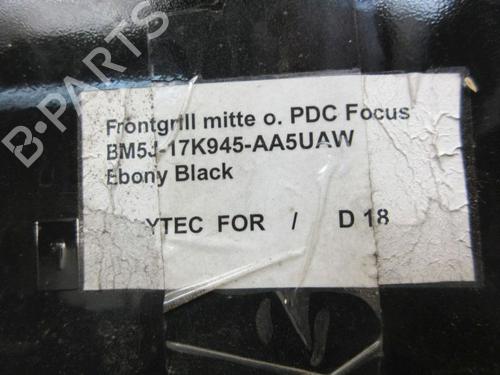 B-PARTS
Frontgrill mitte o. PDC Focus
BM5J-17K945-AA5UAW
Ebony Black
YTEC FOR / D 18